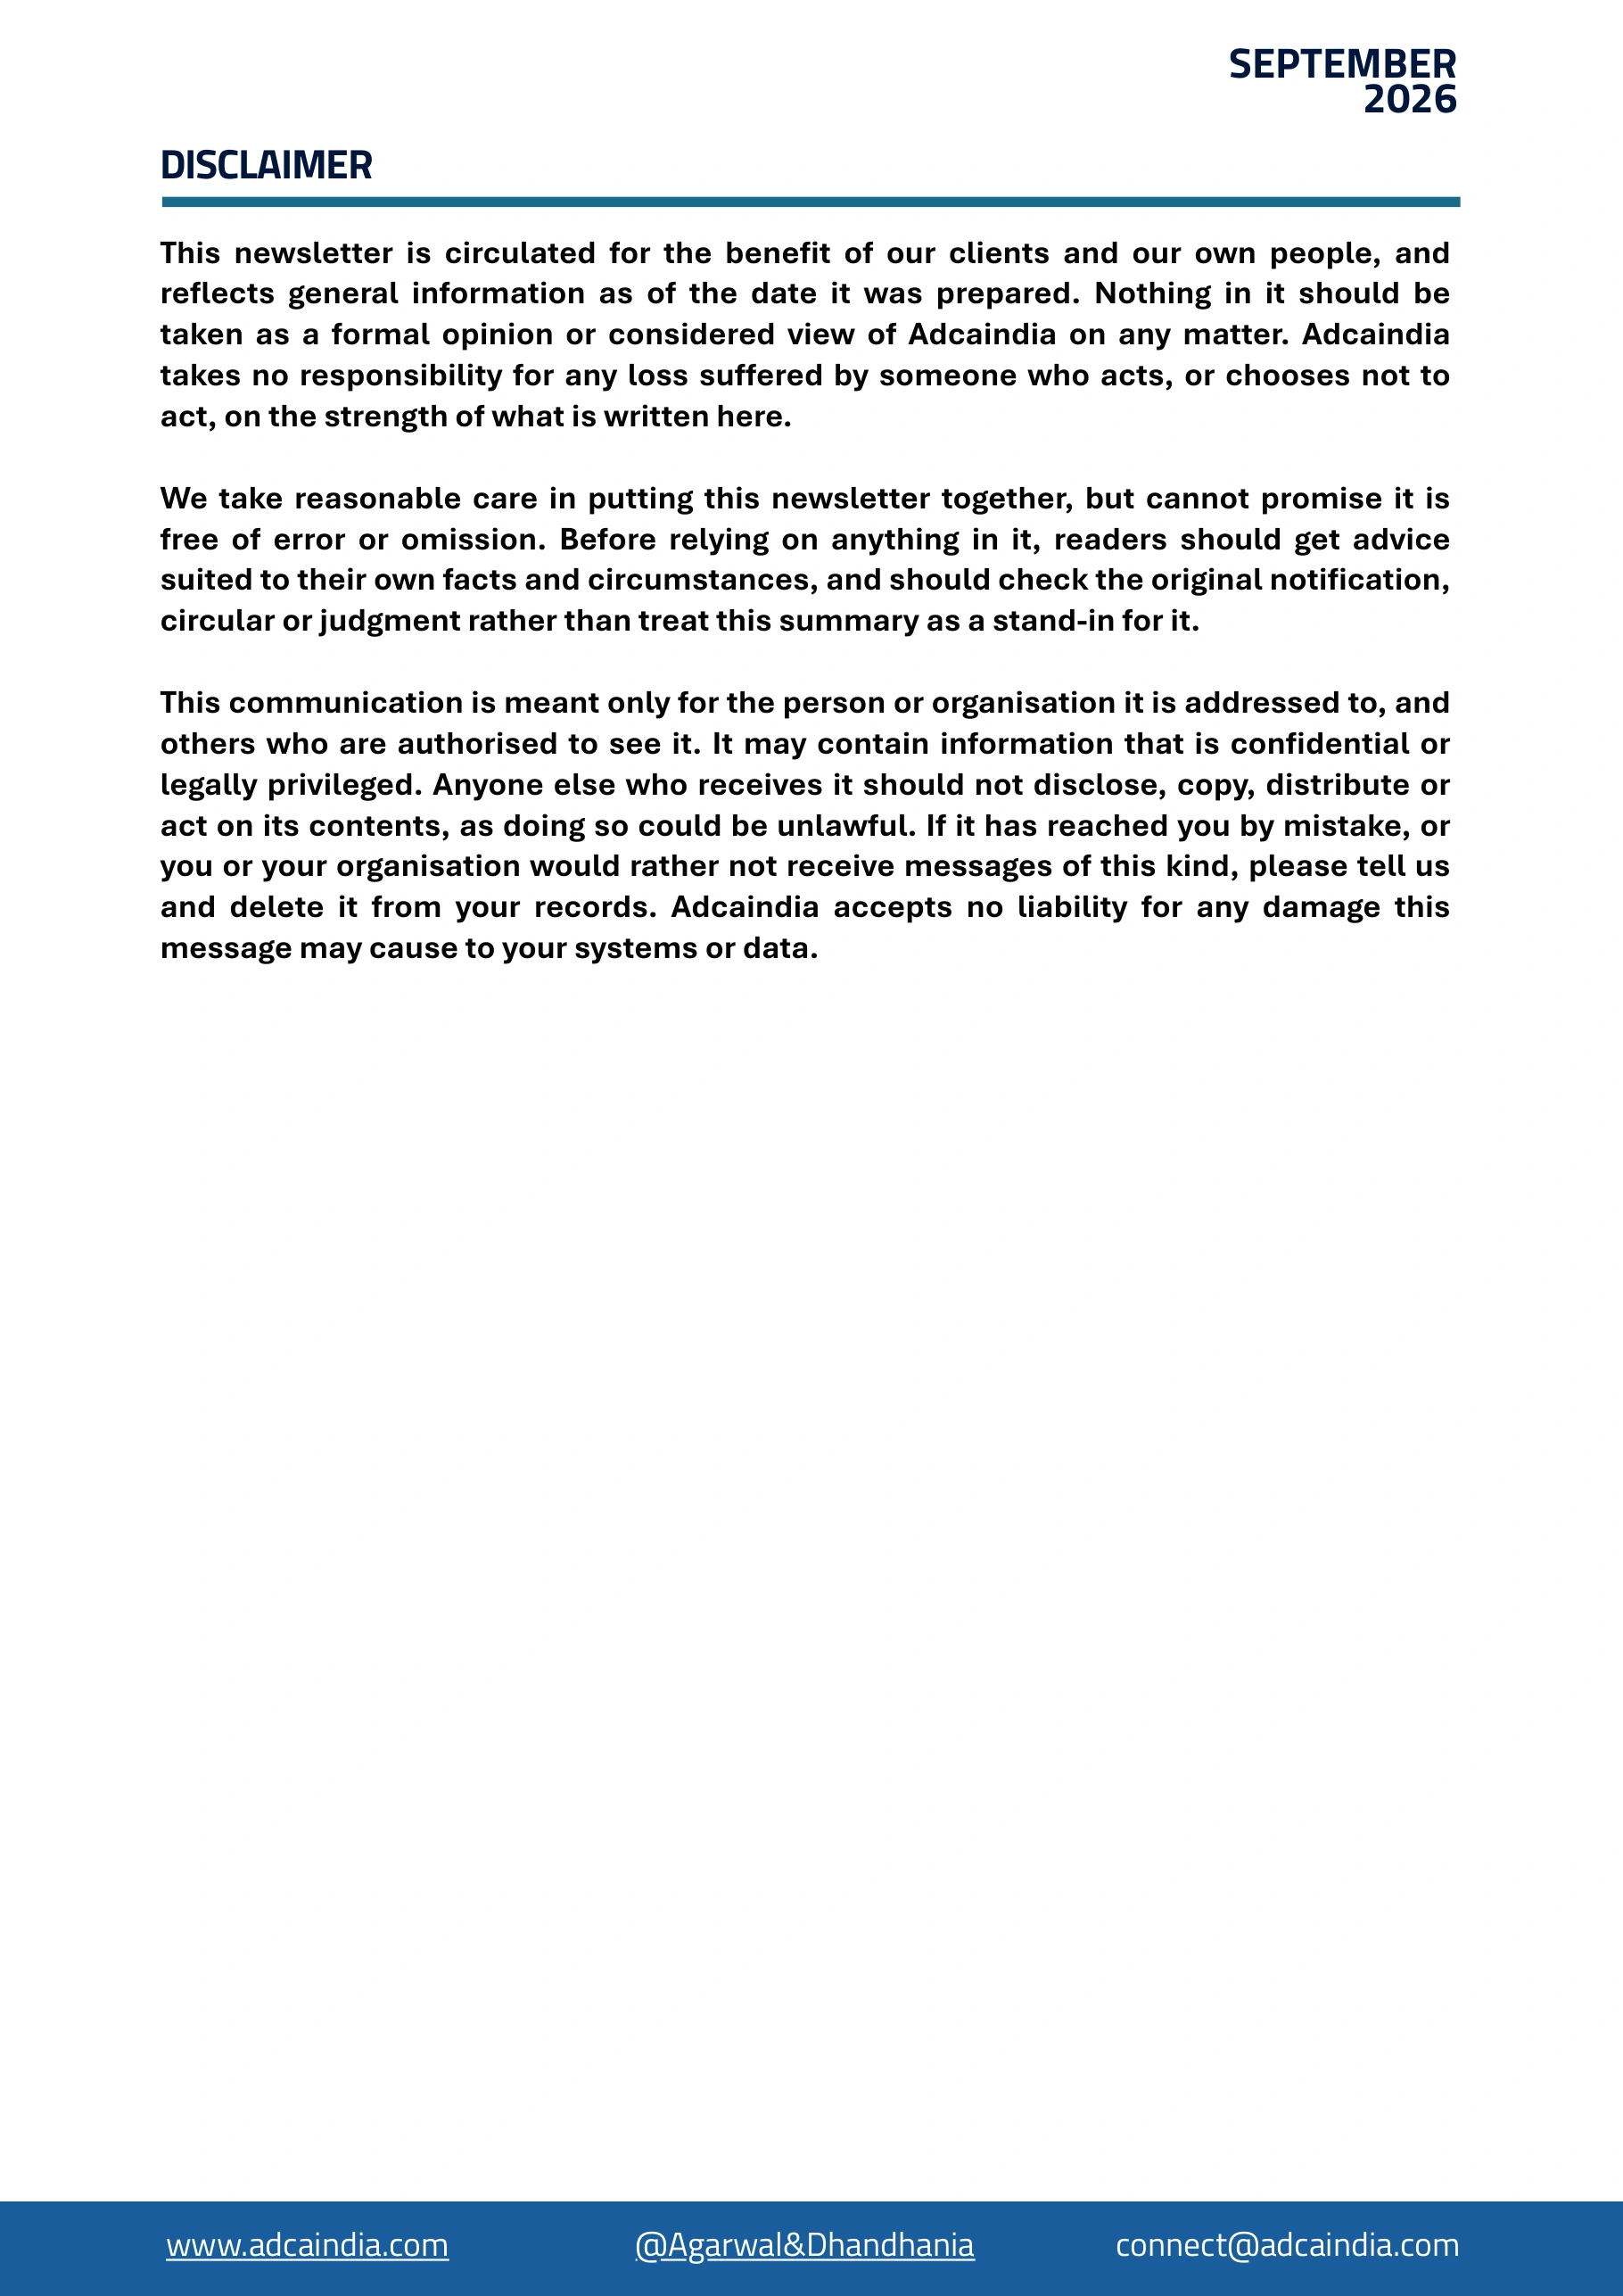 SEPTEMBER
2026
DISCLAIMER
This newsletter is circulated for the benefit of our clients and our own people, and
reflects general information as of the date it was prepared. Nothing in it should be
taken as a formal opinion or considered view of Adcaindia on any matter. Adcaindia
takes no responsibility for any loss suffered by someone who acts, or chooses not to
act, on the strength of what is written here.
We take reasonable care in putting this newsletter together, but cannot promise it is
free of error or omission. Before relying on anything in it, readers should get advice
suited to their own facts and circumstances, and should check the original notification,
circular or judgment rather than treat this summary as a stand-in for it.
This communication is meant only for the person or organisation it is addressed to, and
others who are authorised to see it. It may contain information that is confidential or
legally privileged. Anyone else who receives it should not disclose, copy, distribute or
act on its contents, as doing so could be unlawful. If it has reached you by mistake, or
you or your organisation would rather not receive messages of this kind, please tell us
and delete it from your records. Adcaindia accepts no liability for any damage this
message may cause to your systems or data.
www.adcaindia.com @Agarwal&Dhandhania connect@adcaindia.com